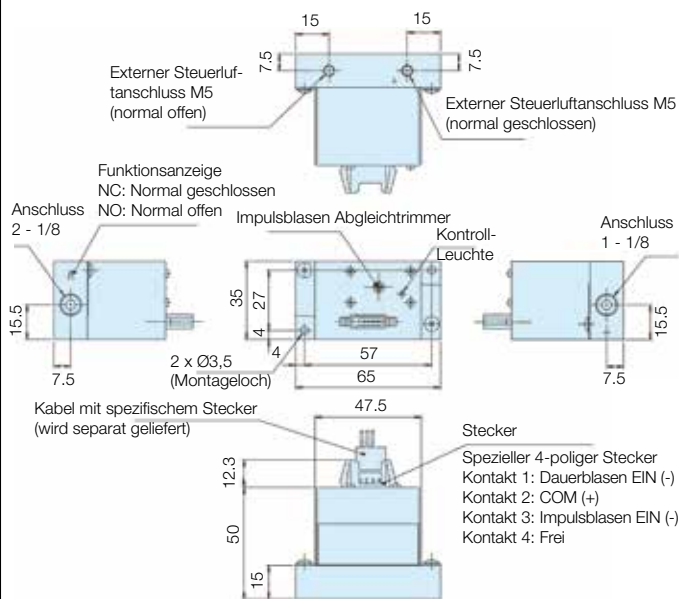 15
15
7.5
7.5
Externer Steuerluf-
tanschluss M5
(normal offen)
Externer Steuerluftanschluss M5
(normal geschlossen)
Funktionsanzeige
NC: Normal geschlossen
NO: Normal offen
Anschluss
2 - 1/8
Impulsblasen Abgleichtrimmer
Kontroll-
Leuchte
Anschluss
1 - 1/8
15.5
7.5
35
27
4
4
57
65
2 x Ø3,5
(Montageloch)
15.5
7.5
Kabel mit spezifischem Stecker
(wird separat geliefert)
47.5
12.3
50
15
Stecker
Spezieller 4-poliger Stecker
Kontakt 1: Dauerblasen EIN (-)
Kontakt 2: COM (+)
Kontakt 3: Impulsblasen EIN (-)
Kontakt 4: Frei